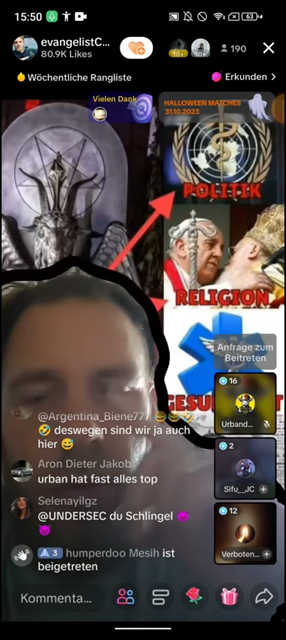 15:50
63
evangelistC...
80.9K Likes
190
Wöchentliche Rangliste
Erkunden >
Vielen Dank
HALLOWEEN MATCHES
31.10.2023
POLITIK
RELIGION
Anfrage zum
Beitreten
16
Urband...
@Argentina_Biene777 😂
🤣 deswegen sind wir ja auch
hier 😅
Aron Dieter Jakob
urban hat fast alles top
2
Sifu_JC
Selenayilgz
@UNDERSEC du Schlingel 😈
😈
12
Verboten...
3 humperdoo Mesih ist
beigetreten
Kommenta...